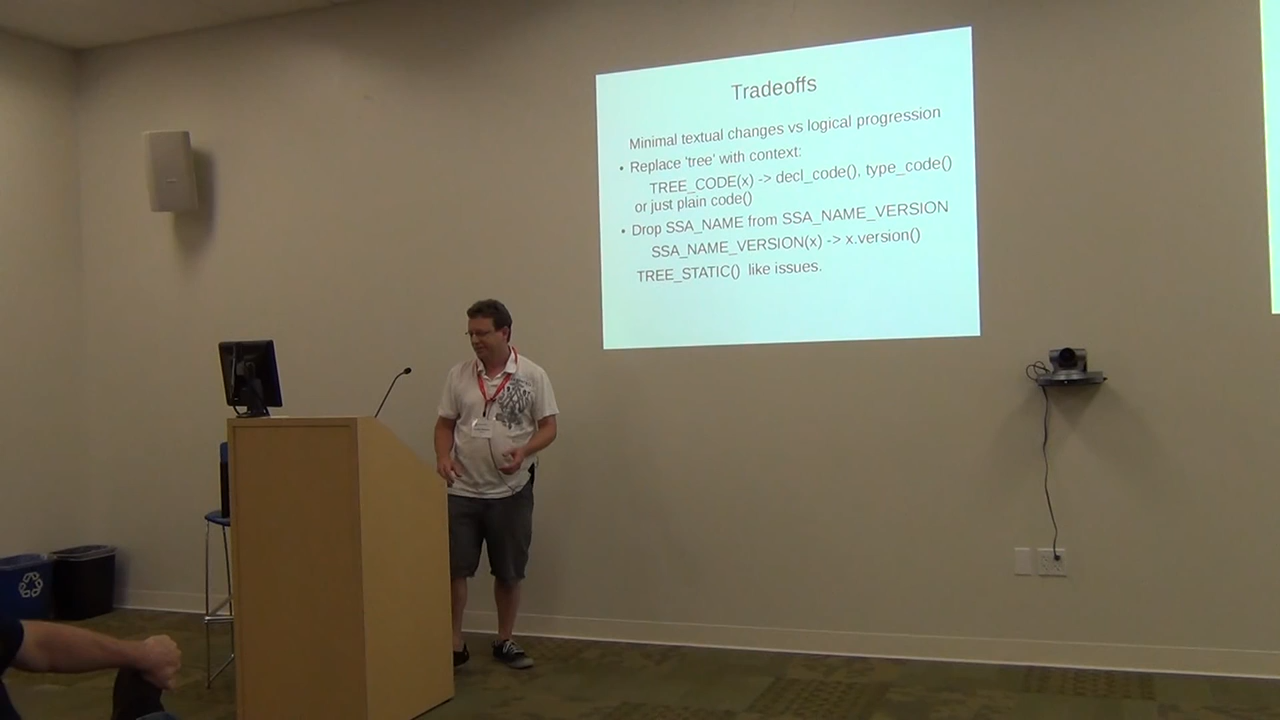 Tradeoffs
Minimal textual changes vs logical progression
• Replace 'tree' with context:
TREE_CODE(x) -> decl_code(), type_code()
or just plain code()
• Drop SSA_NAME from SSA_NAME_VERSION
SSA_NAME_VERSION(x) -> x.version()
TREE_STATIC() like issues.